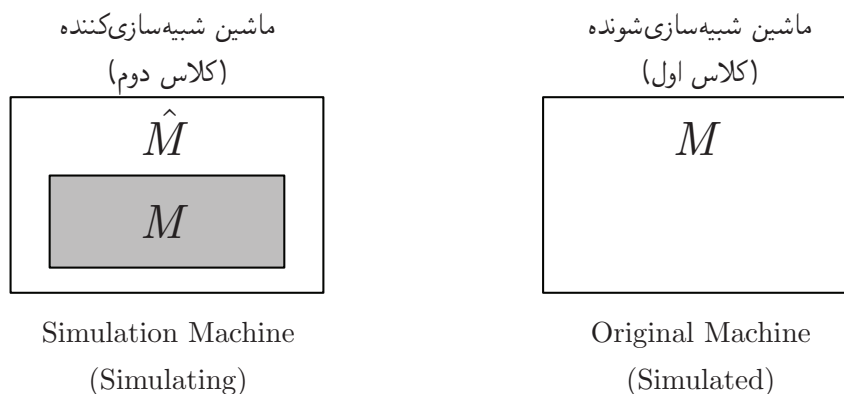 ماشین شبیه‌سازی‌شونده
(کلاس اول)
M
Original Machine
(Simulated)
ماشین شبیه‌سازی‌کننده
(کلاس دوم)
M̂
M
Simulation Machine
(Simulating)